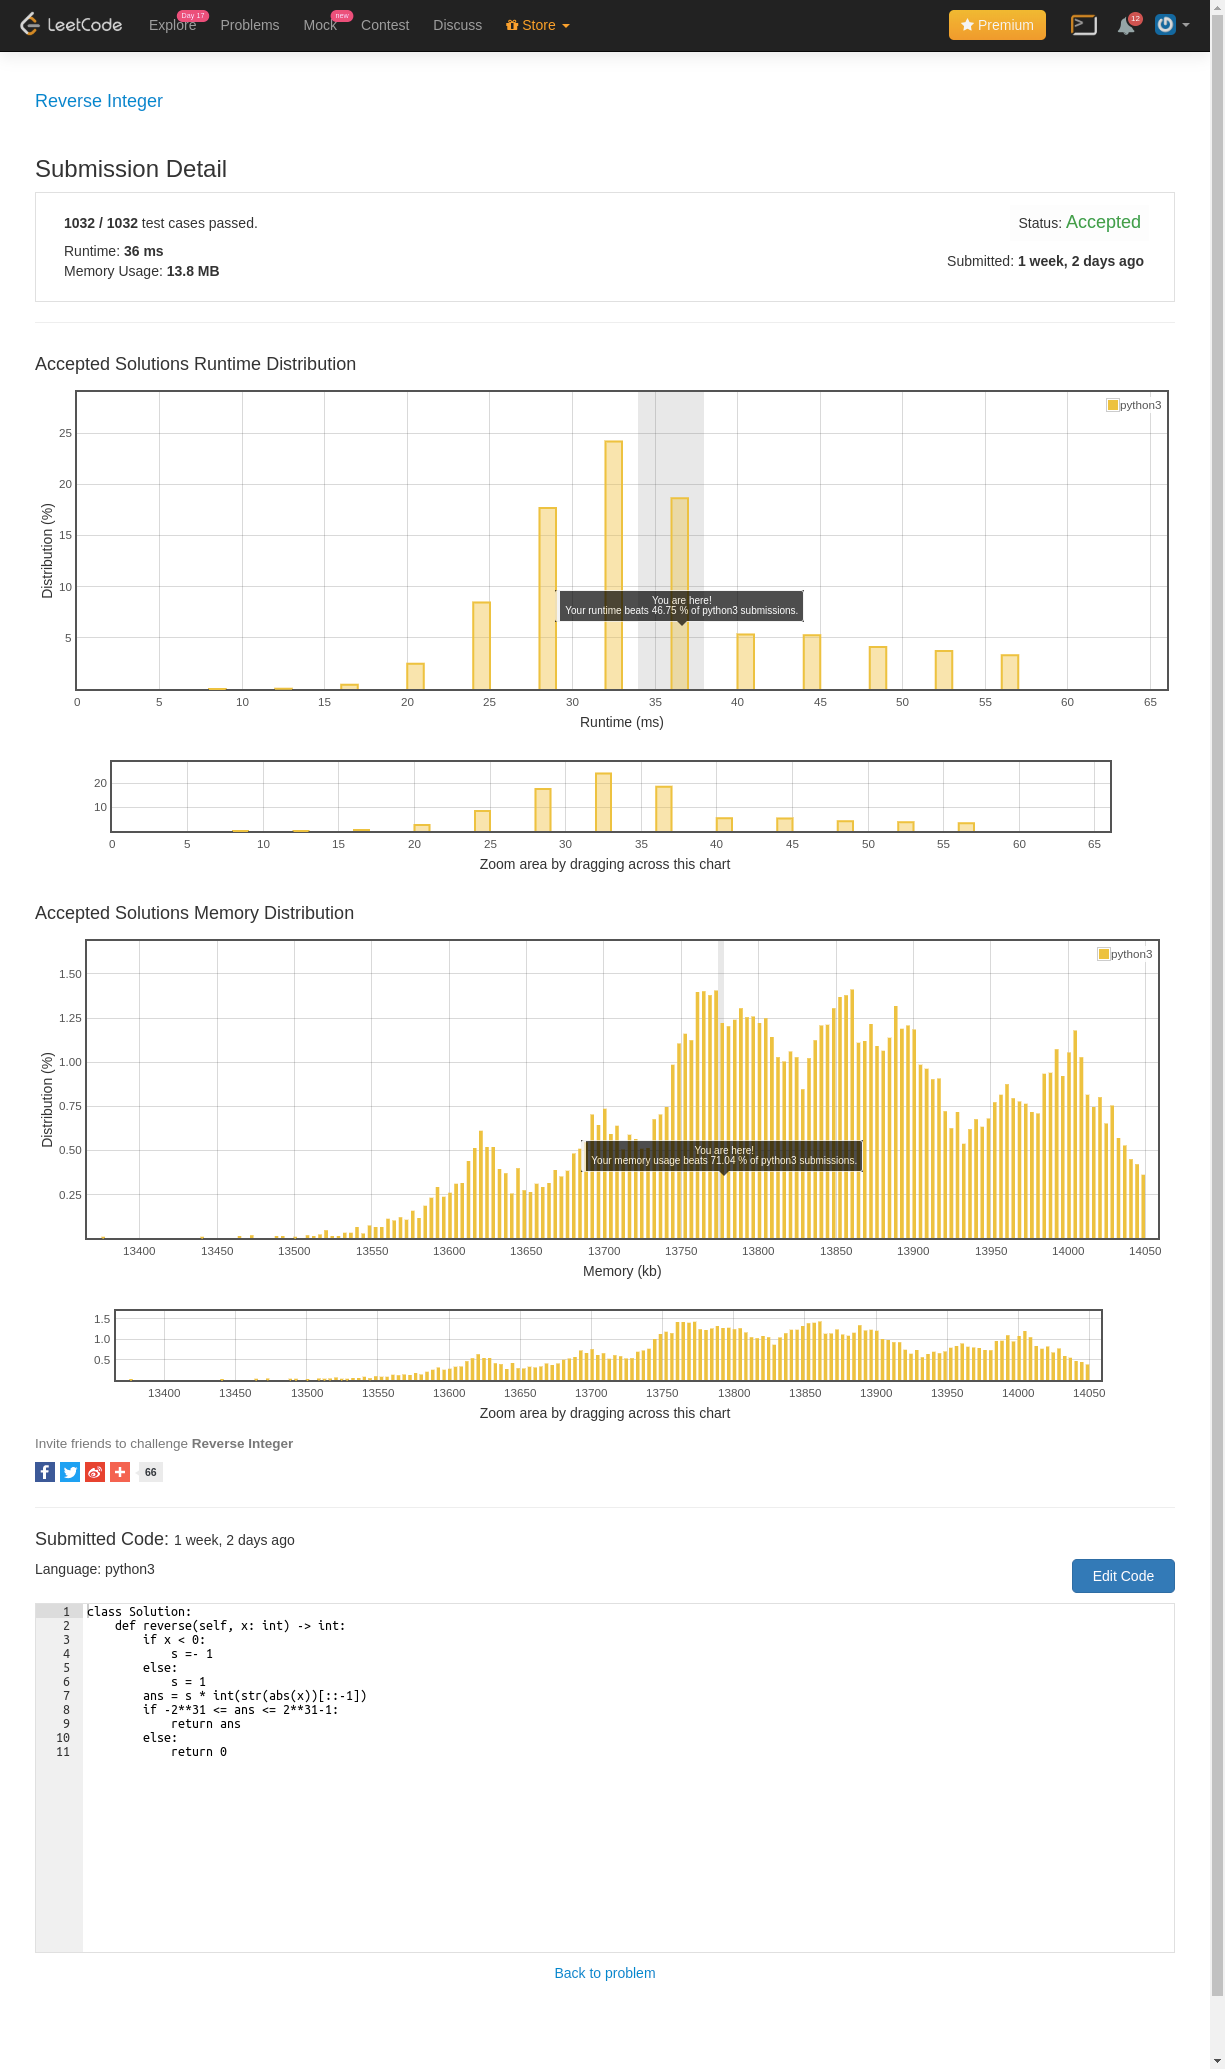 LeetCode Explore Day 17 Problems Mock new Contest Discuss Store Premium 12
Reverse Integer
Submission Detail
1032 / 1032 test cases passed.
Status: Accepted
Runtime: 36 ms
Submitted: 1 week, 2 days ago
Memory Usage: 13.8 MB
Accepted Solutions Runtime Distribution
python3
25
20
15
10
5
Distribution (%)
You are here!
Your runtime beats 46.75 % of python3 submissions.
0 5 10 15 20 25 30 35 40 45 50 55 60 65
Runtime (ms)
20
10
0 5 10 15 20 25 30 35 40 45 50 55 60 65
Zoom area by dragging across this chart
Accepted Solutions Memory Distribution
python3
1.50
1.25
1.00
0.75
0.50
0.25
Distribution (%)
You are here!
Your memory usage beats 71.04 % of python3 submissions.
13400 13450 13500 13550 13600 13650 13700 13750 13800 13850 13900 13950 14000 14050
Memory (kb)
1.5
1.0
0.5
13400 13450 13500 13550 13600 13650 13700 13750 13800 13850 13900 13950 14000 14050
Zoom area by dragging across this chart
Invite friends to challenge Reverse Integer
66
Submitted Code: 1 week, 2 days ago
Language: python3
Edit Code
1 class Solution:
2     def reverse(self, x: int) -> int:
3         if x < 0:
4             s =- 1
5         else:
6             s = 1
7         ans = s * int(str(abs(x))[::-1])
8         if -2**31 <= ans <= 2**31-1:
9             return ans
10         else:
11             return 0
Back to problem